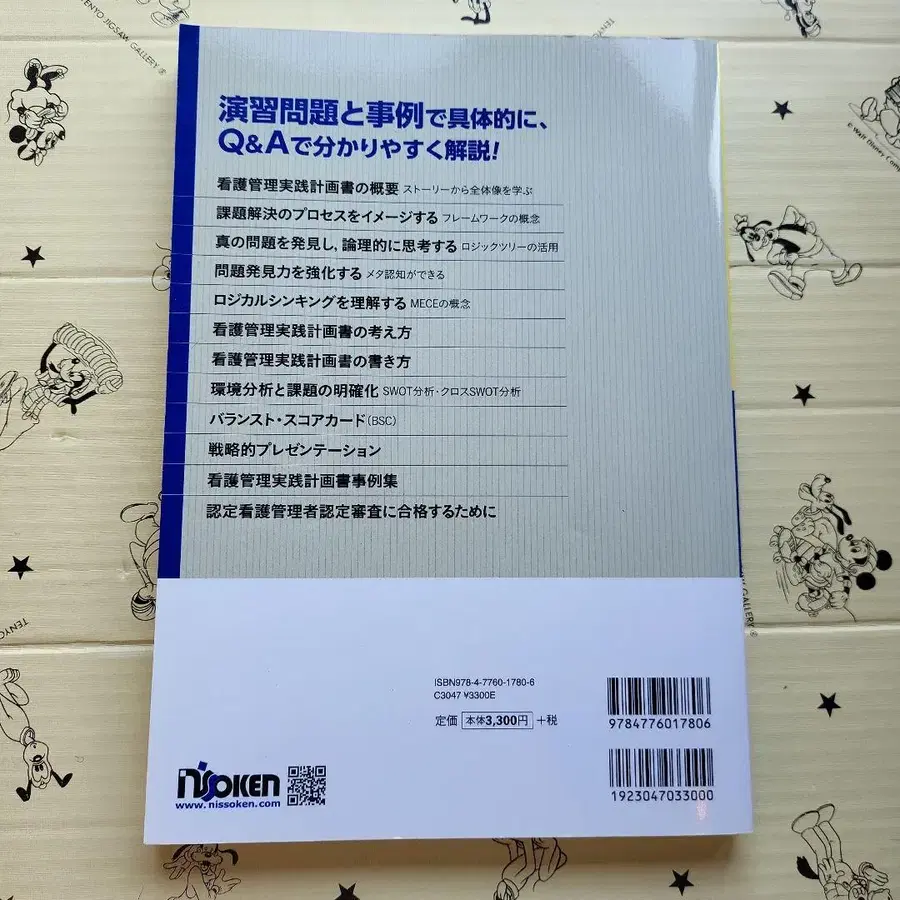 TENYO JIGSAW GALLERY®
© Walt Disney Comp
演習問題と事例で具体的に、
Q&Aで分かりやすく解説!
看護管理実践計画書の概要 ストーリーから全体像を学ぶ
課題解決のプロセスをイメージする フレームワークの概念
真の問題を発見し、論理的に思考する ロジックツリーの活用
問題発見力を強化する メタ認知ができる
ロジカルシンキングを理解する MECEの概念
看護管理実践計画書の考え方
看護管理実践計画書の書き方
環境分析と課題の明確化 SWOT分析・クロスSWOT分析
バランスト・スコアカード(BSC)
戦略的プレゼンテーション
看護管理実践計画書事例集
認定看護管理者認定審査に合格するために
ISBN978-4-7760-1780-6
C3047 ¥3300E
定価 本体3,300円 +税
9784776017806
1923047033000
nissoken
www.nissoken.com
TENYO
GALLERY®